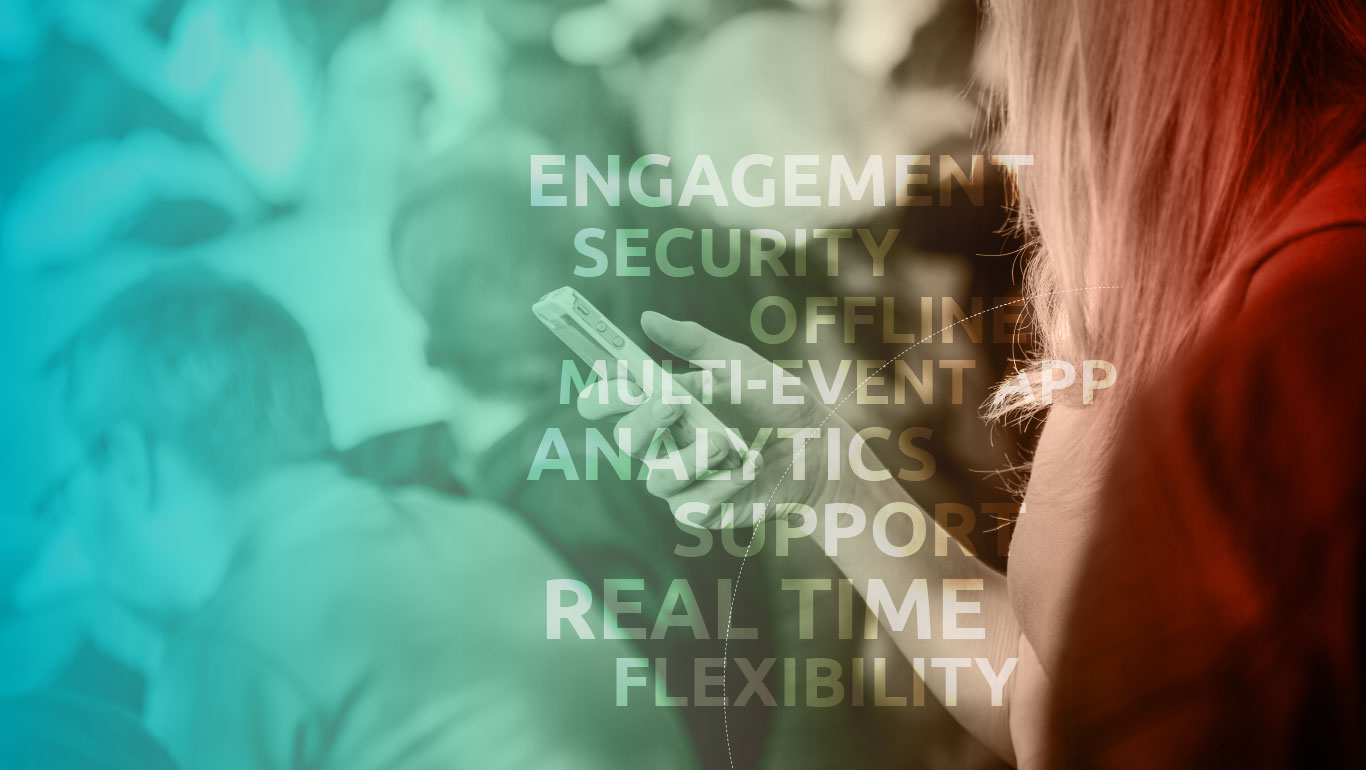 ENGAGEMENT
SECURITY
OFFLINE
MULTI-EVENT APP
ANALYTICS
SUPPORT
REAL TIME
FLEXIBILITY